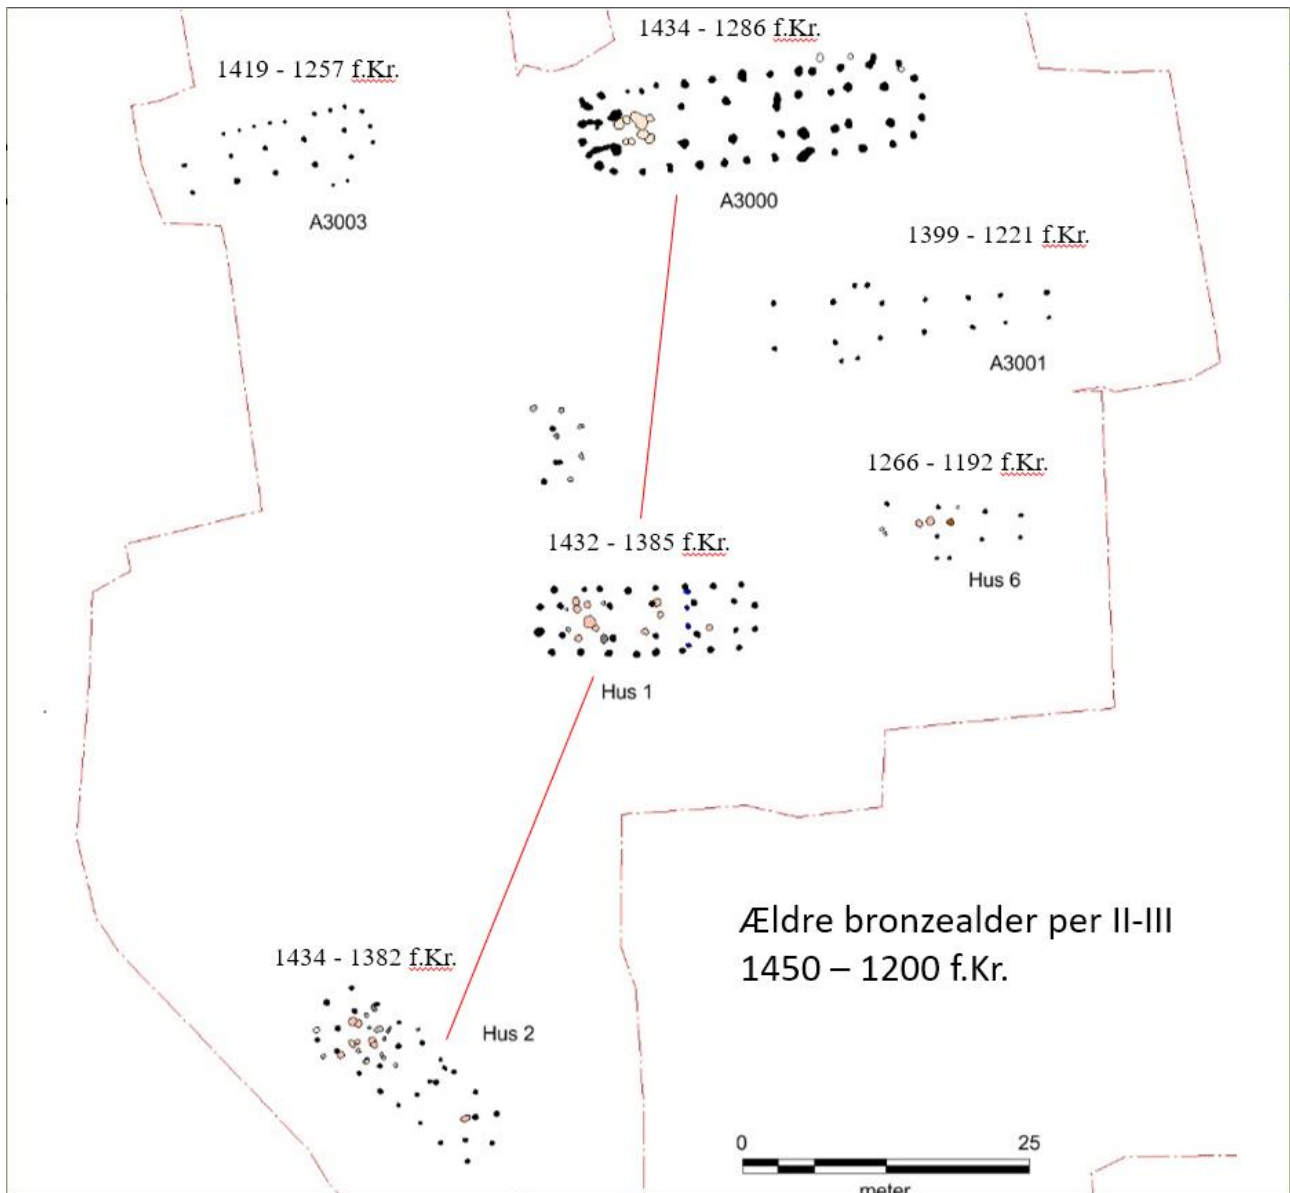 1434 - 1286 f.Kr.
1419 - 1257 f.Kr.
A3003
A3000
1399 - 1221 f.Kr.
A3001
1266 - 1192 f.Kr.
Hus 6
1432 - 1385 f.Kr.
Hus 1
Ældre bronzealder per II-III
1450 – 1200 f.Kr.
1434 - 1382 f.Kr.
Hus 2
0 25
meter